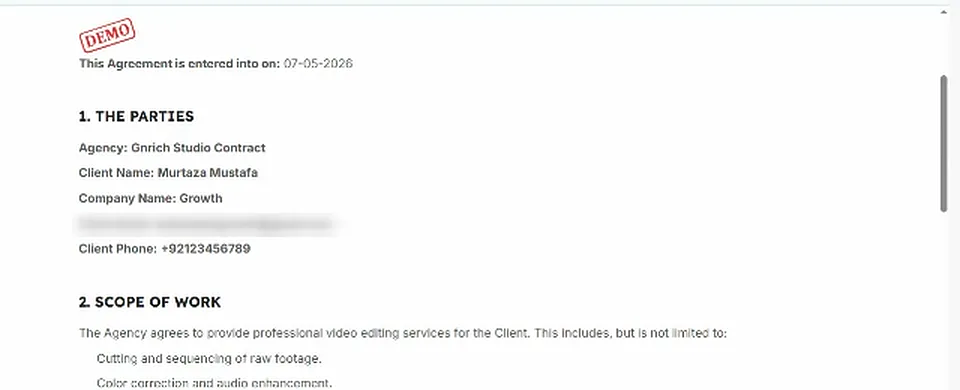 DEMO
This Agreement is entered into on: 07-05-2026
1. THE PARTIES
Agency: Gnrich Studio Contract
Client Name: Murtaza Mustafa
Company Name: Growth
Client Phone: +92123456789
2. SCOPE OF WORK
The Agency agrees to provide professional video editing services for the Client. This includes, but is not limited to:
Cutting and sequencing of raw footage.
Color correction and audio enhancement.